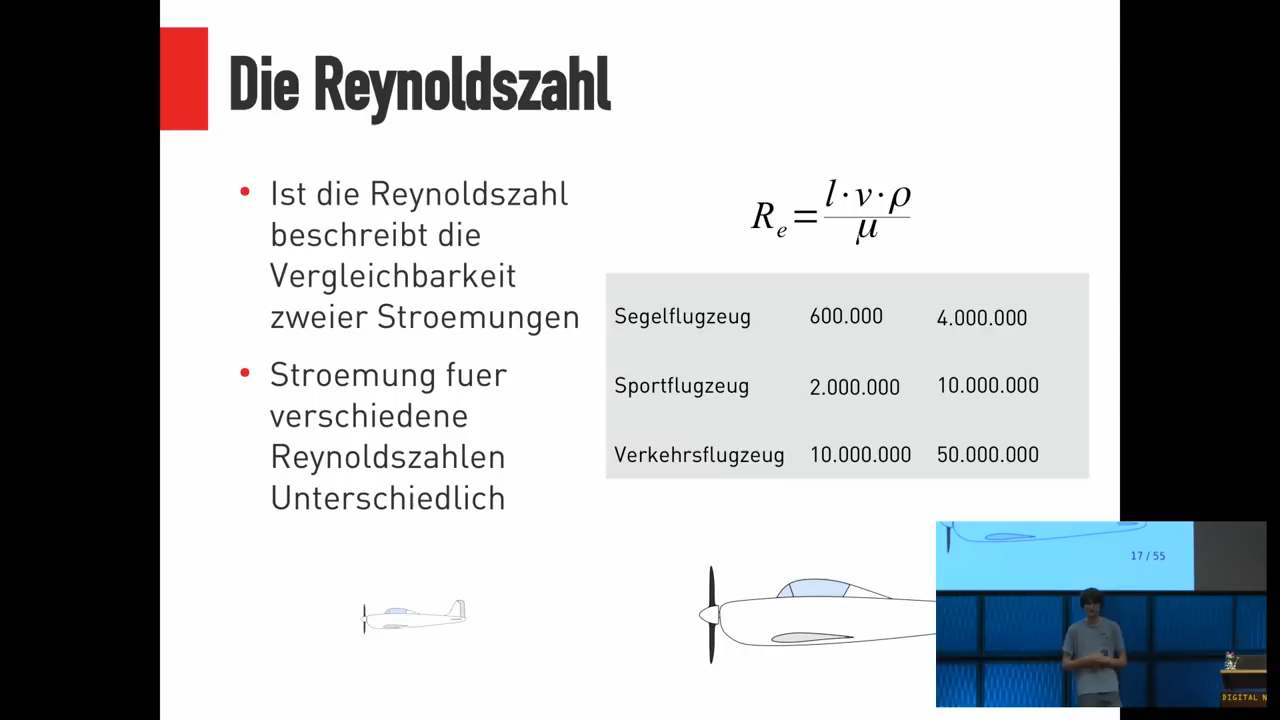 Die Reynoldszahl
• Ist die Reynoldszahl
beschreibt die
Vergleichbarkeit
zweier Stroemungen
• Stroemung fuer
verschiedene
Reynoldszahlen
Unterschiedlich
R_e = l·v·ρ / μ
Segelflugzeug 600.000 4.000.000
Sportflugzeug 2.000.000 10.000.000
Verkehrsflugzeug 10.000.000 50.000.000
17 / 55
DIGITAL N